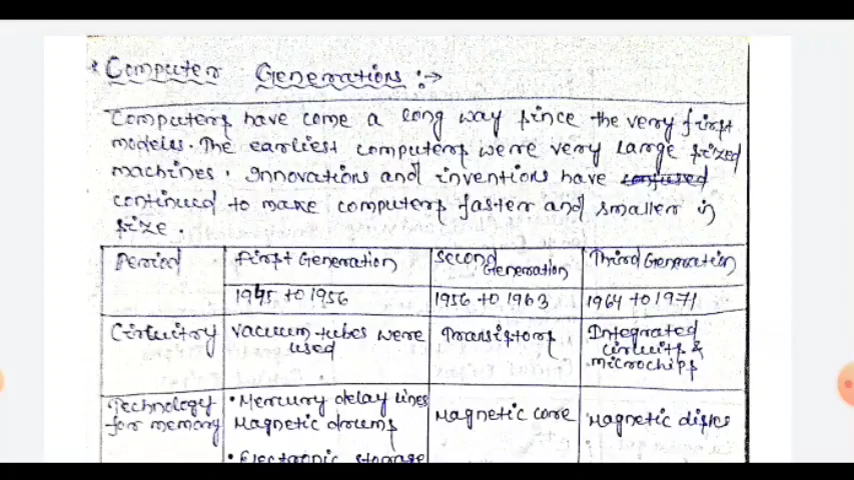 * Computer Generations :→
Computers have come a long way since the very first
models. The earliest computers were very large sized
machines. Innovations and inventions have confused
continued to make computers faster and smaller in
size.
Period First Generation Second Generation Third Generation
1945 to 1956 1956 to 1963 1964 to 1971
Circuitry Vacuum tubes were used Transistors Integrated circuits & microchips
Technology for memory • Mercury delay lines Magnetic drums Magnetic core Magnetic disks
• Electronic storage